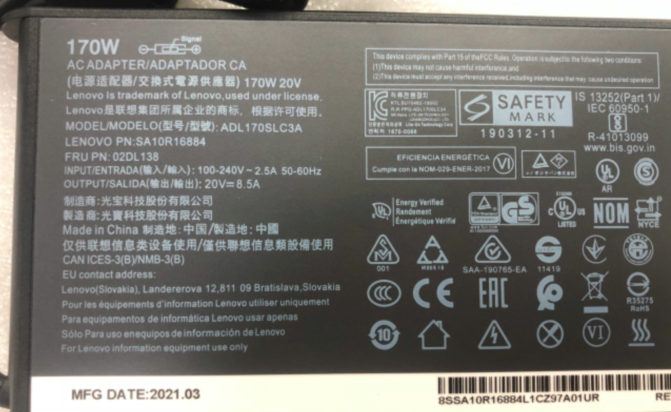 170W
Signal
AC ADAPTER/ADAPTADOR CA
(电源适配器/交換式電源供應器) 170W 20V
Lenovo is trademark of Lenovo,used under license.
Lenovo是联想集团所属企业的商标，根据许可使用。
MODEL/MODELO(型号/型號): ADL170SLC3A
LENOVO PN:SA10R16884
FRU PN: 02DL138
INPUT/ENTRADA(输入/輸入): 100-240V~ 2.5A 50-60Hz
OUTPUT/SALIDA(输出/輸出): 20V⎓8.5A
制造商: 光宝科技股份有限公司
製造商: 光寶科技股份有限公司
Made in China 制造地: 中国/製造地: 中國
仅供联想信息类设备使用/僅供聯想信息類設備使用
CAN ICES-3(B)/NMB-3(B)
EU contact address:
Lenovo(Slovakia), Landererova 12,811 09 Bratislava,Slovakia
Pour les équipements d'information Lenovo utiliser uniquement
Para equipamentos de informática Lenovo usar apenas
Sólo Para uso enequipos de información de Lenovo
For Lenovo information equipment use only
This device complies with Part 15 of the FCC Rules. Operation is subject to the following two conditions:
(1)This device may not cause harmful interference,and
(2)This device must accept any interference received,including interference that may cause undesired operation.
SAFETY
MARK
190312-11
IS 13252(Part 1)/
IEC 60950-1
R-41013099
www.bis.gov.in
EFICIENCIA ENERGÉTICA
Cumple con la NOM-029-ENER-2017
VI
AR
Energy Verified
Rendement
Énergétique Vérifié
GS
UL
LISTED
NOM
NYCE
001
SAA-190765-EA
11419
CCC
CE
EAC
R35275
RoHS
10
VI
MFG DATE:2021.03
8SSA10R16884L1CZ97A01UR
RE